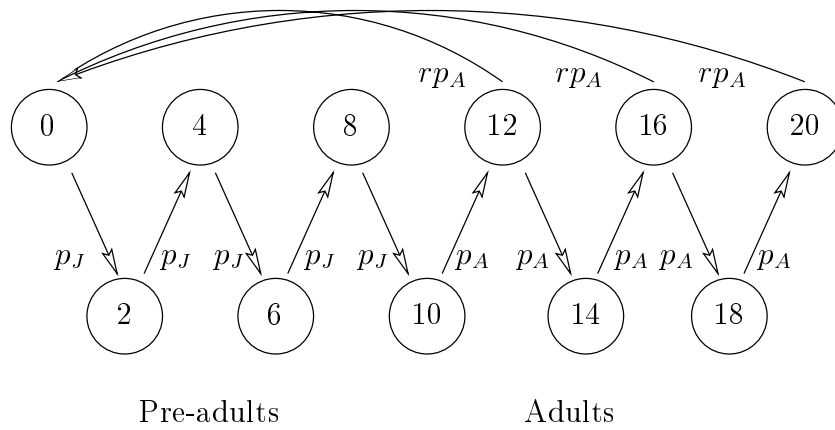 rp_A rp_A rp_A
0 4 8 12 16 20
p_J p_J p_J p_J p_J p_A p_A p_A p_A p_A
2 6 10 14 18
Pre-adults Adults